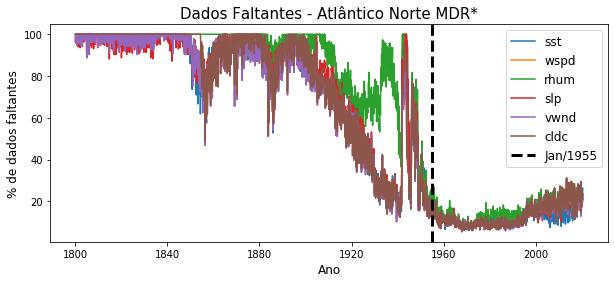 Dados Faltantes - Atlântico Norte MDR*
% de dados faltantes
100
80
60
40
20
sst
wspd
rhum
slp
vwnd
cldc
Jan/1955
1800
1840
1880
1920
1960
2000
Ano